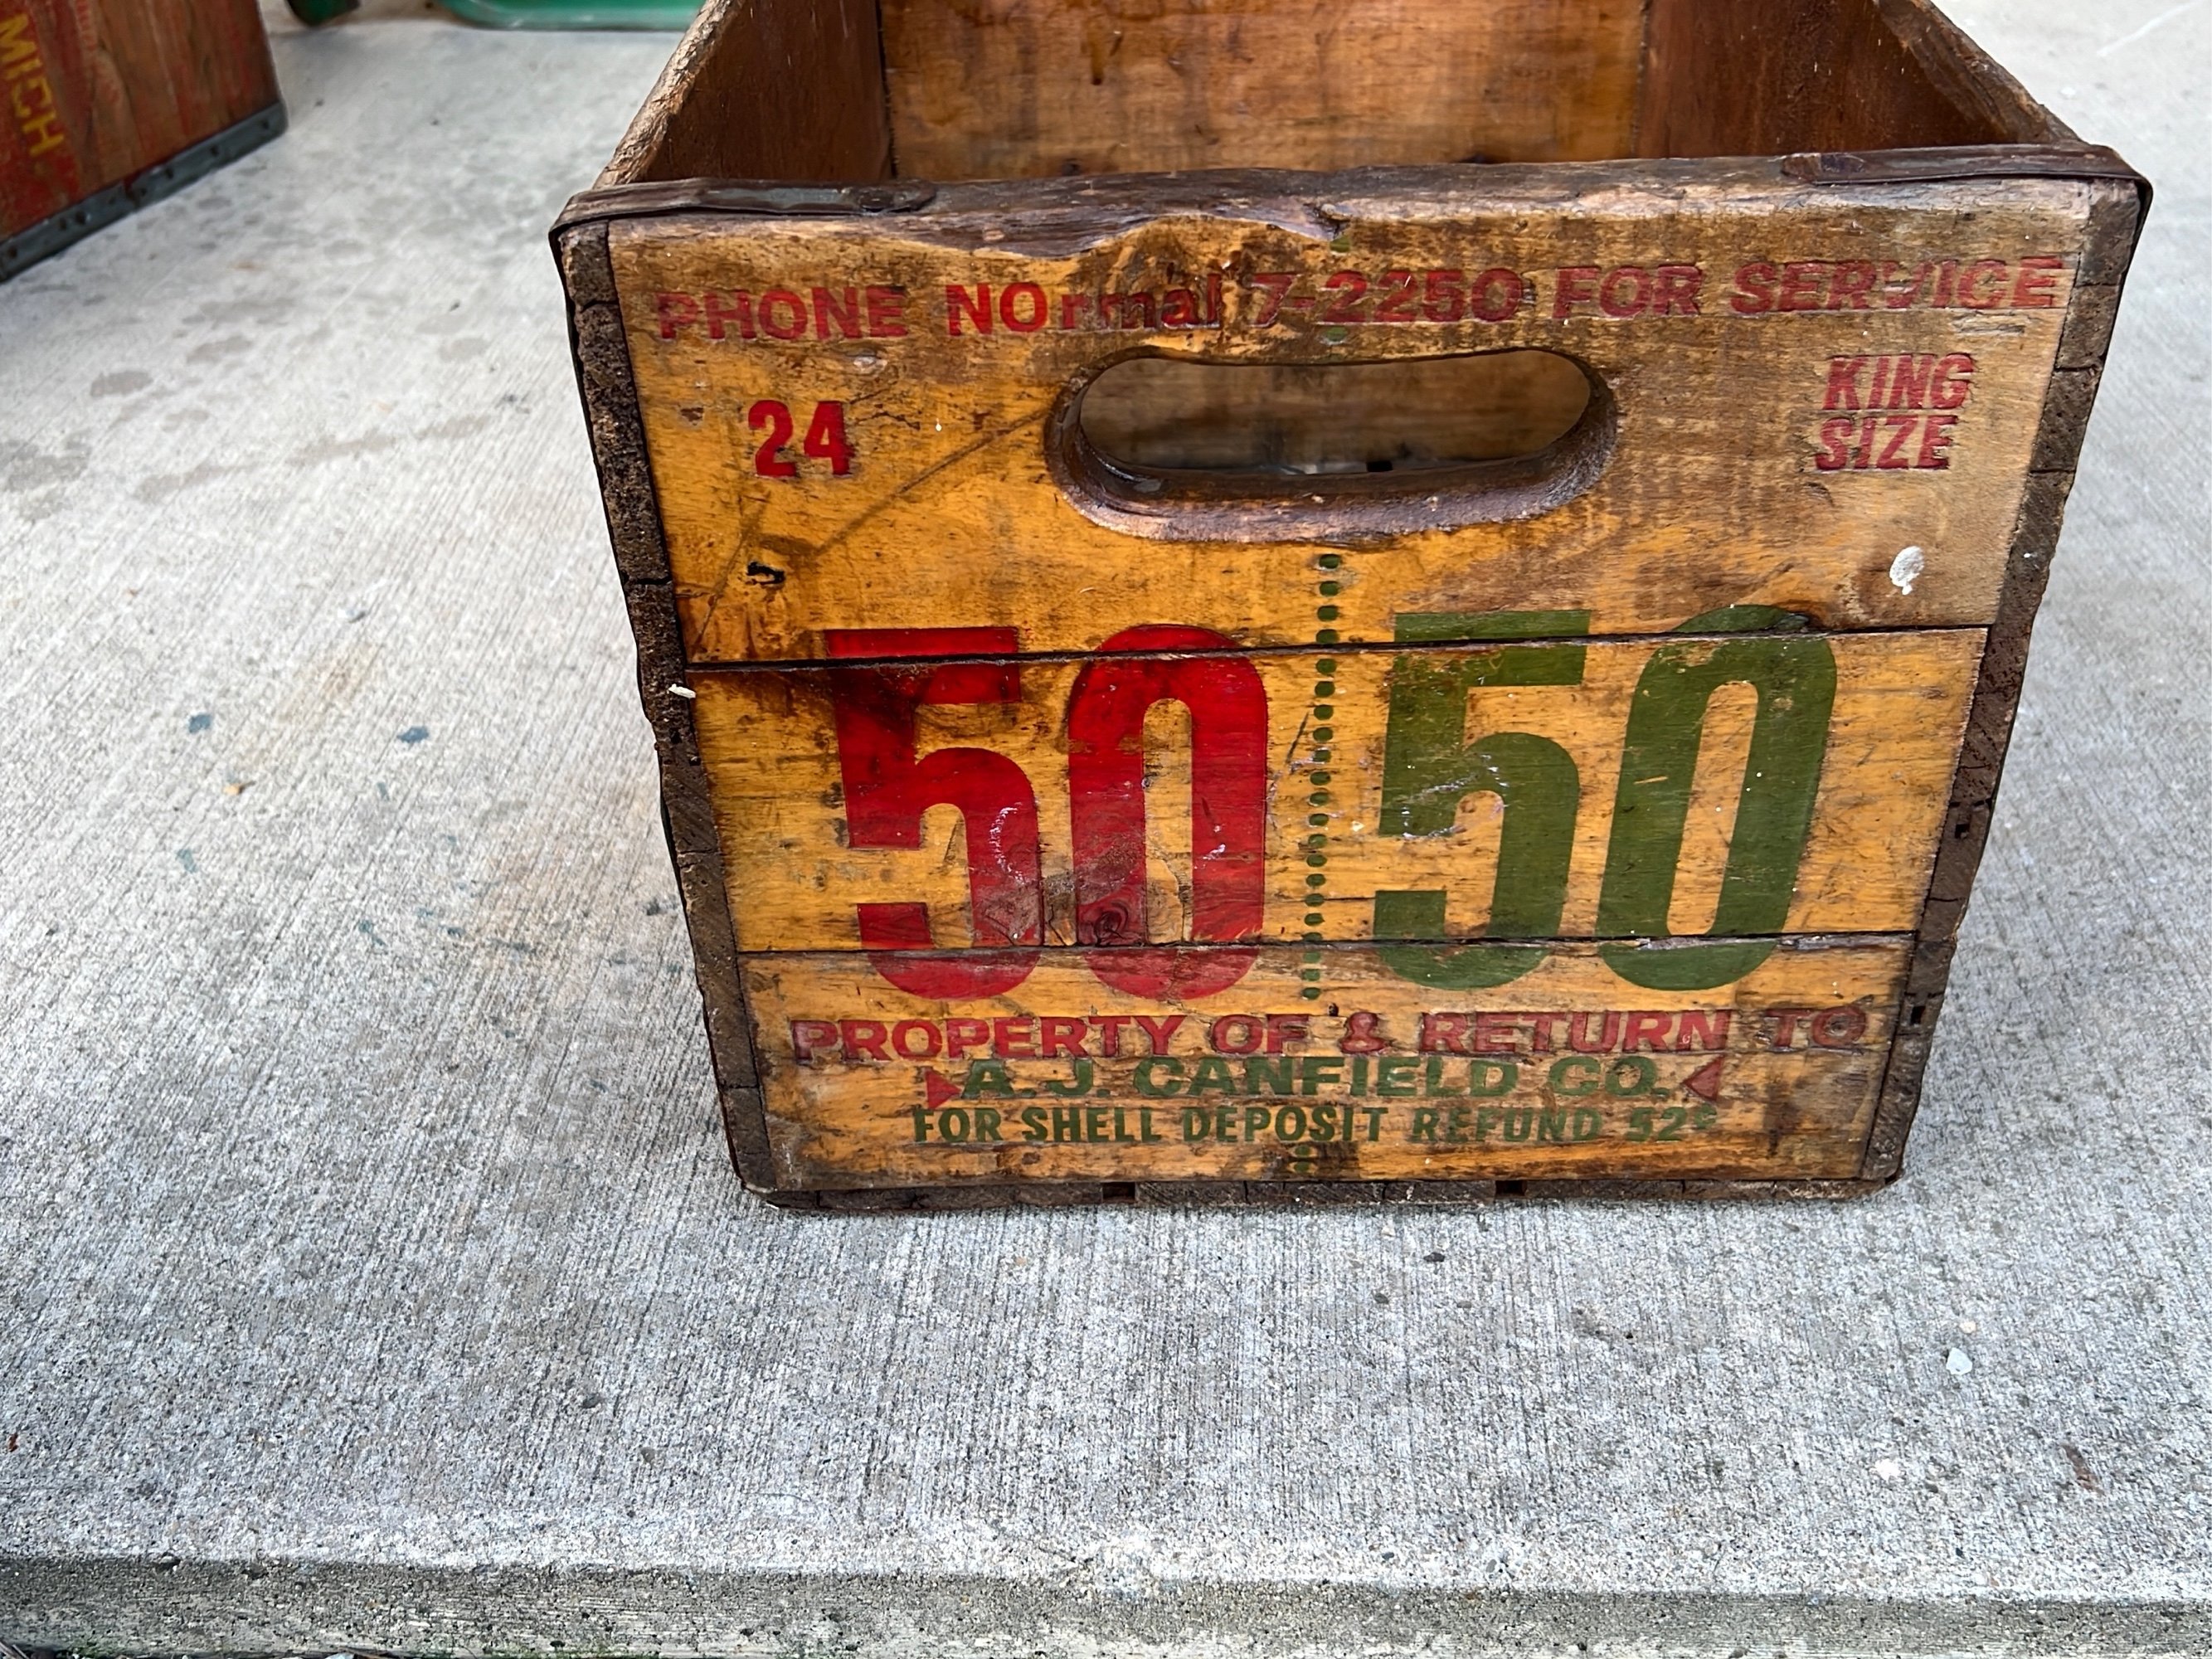 MICH
PHONE NOrmal 7-2250 FOR SERVICE
24
KING
SIZE
50 50
PROPERTY OF & RETURN TO
A. J. CANFIELD CO.
FOR SHELL DEPOSIT REFUND 52¢